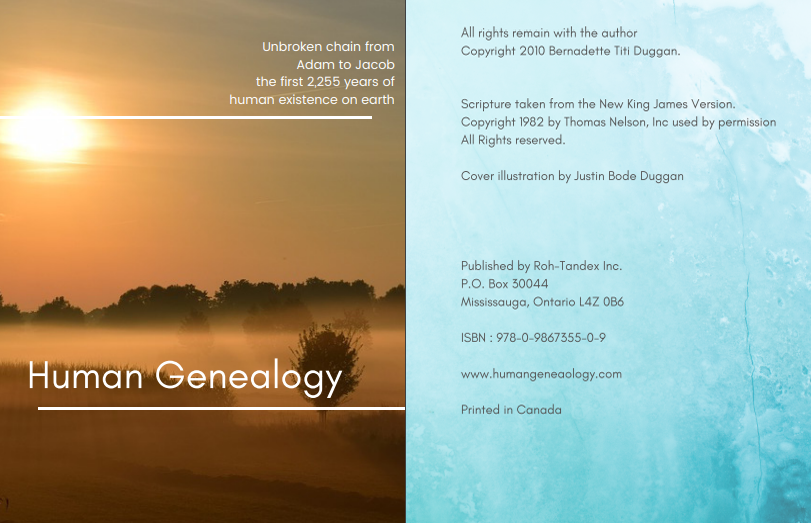 Unbroken chain from
Adam to Jacob
the first 2,255 years of
human existence on earth
Human Genealogy
All rights remain with the author
Copyright 2010 Bernadette Titi Duggan.
Scripture taken from the New King James Version.
Copyright 1982 by Thomas Nelson, Inc used by permission
All Rights reserved.
Cover illustration by Justin Bode Duggan
Published by Roh-Tandex Inc.
P.O. Box 30044
Mississauga, Ontario L4Z 0B6
ISBN : 978-0-9867355-0-9
www.humangeneaology.com
Printed in Canada